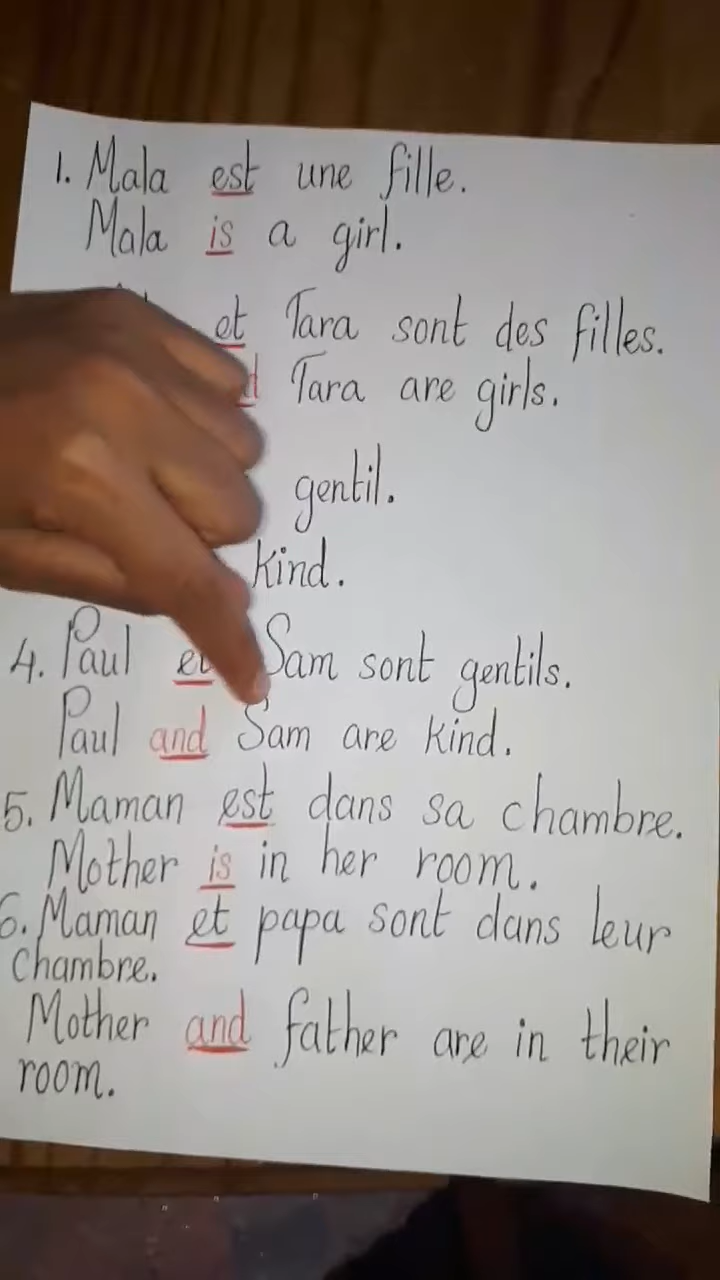 1. Mala est une fille.
Mala is a girl.
et Tara sont des filles.
Tara are girls.
gentil.
kind.
4. Paul et Sam sont gentils.
Paul and Sam are kind.
5. Maman est dans sa chambre.
Mother is in her room.
6. Maman et papa sont dans leur
chambre.
Mother and father are in their
room.